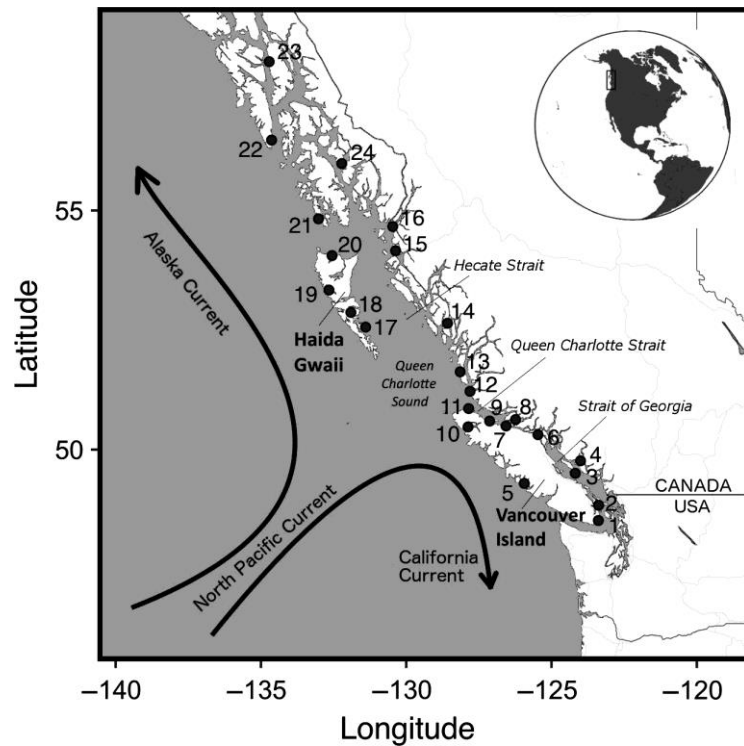 23
22
24
55
21
16
15
20
Alaska Current
Hecate Strait
19
18
17
14
Haida
Gwaii
Latitude
Queen
Charlotte
Sound
13
Queen Charlotte Strait
12
11
9
8
Strait of Georgia
10
7
6
50
4
3
5
CANADA
USA
2
1
Vancouver
Island
North Pacific Current
California
Current
−140
−135
−130
−125
−120
Longitude